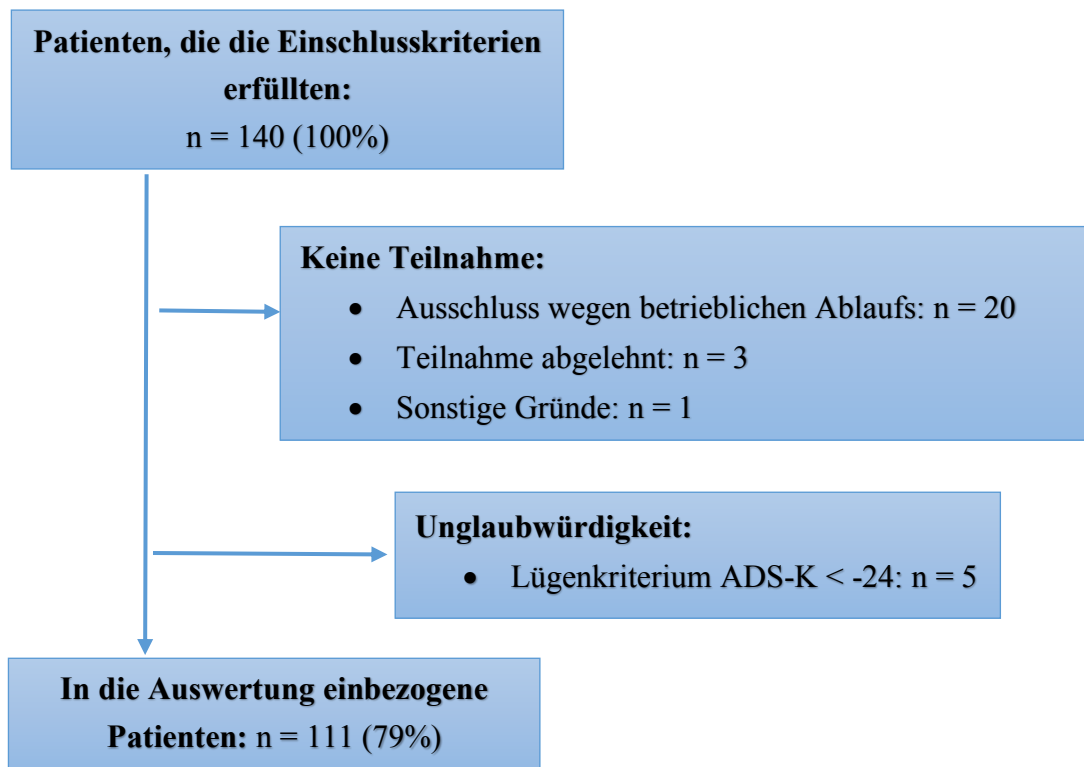 Patienten, die die Einschlusskriterien
erfüllten:
n = 140 (100%)
Keine Teilnahme:
• Ausschluss wegen betrieblichen Ablaufs: n = 20
• Teilnahme abgelehnt: n = 3
• Sonstige Gründe: n = 1
Unglaubwürdigkeit:
• Lügenkriterium ADS-K < -24: n = 5
In die Auswertung einbezogene
Patienten: n = 111 (79%)